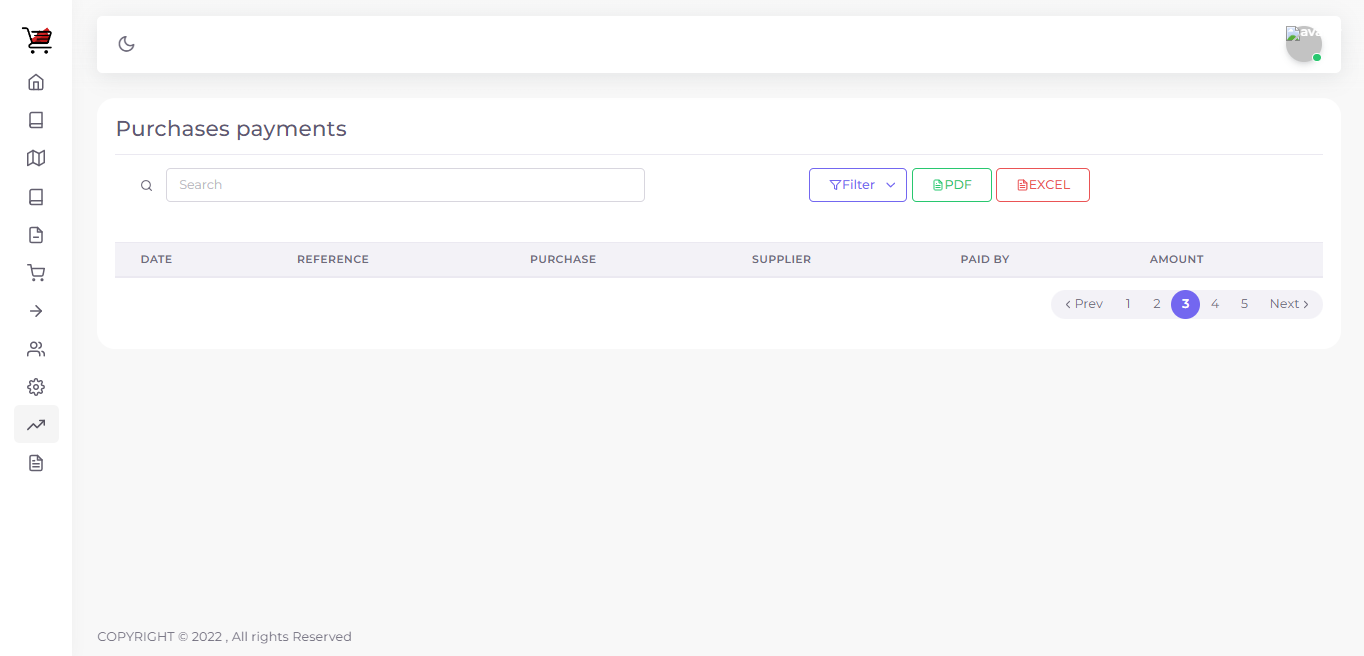 ava
Purchases payments
Search
Filter PDF EXCEL
DATE REFERENCE PURCHASE SUPPLIER PAID BY AMOUNT
Prev 1 2 3 4 5 Next
COPYRIGHT © 2022 , All rights Reserved